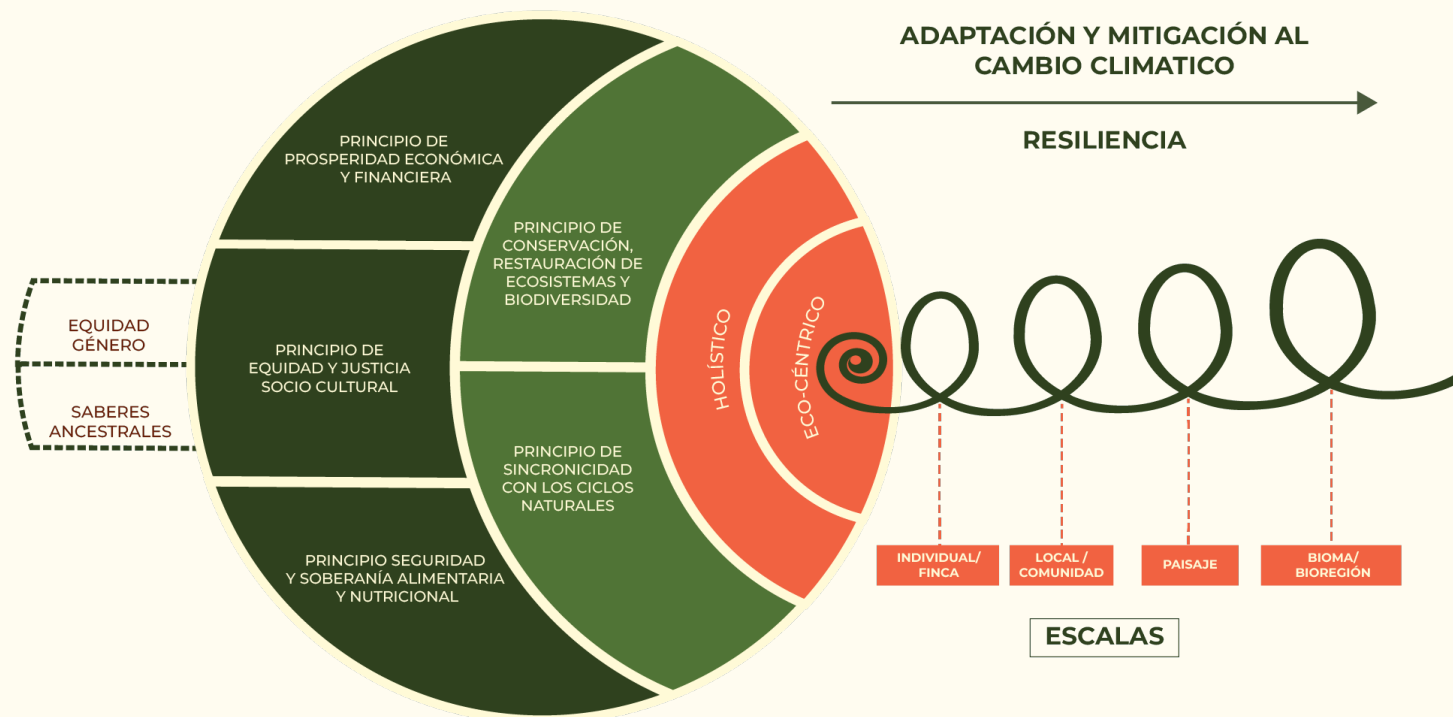 ADAPTACIÓN Y MITIGACIÓN AL
CAMBIO CLIMATICO
RESILIENCIA
PRINCIPIO DE
PROSPERIDAD ECONÓMICA
Y FINANCIERA
PRINCIPIO DE
CONSERVACIÓN,
RESTAURACIÓN DE
ECOSISTEMAS Y
BIODIVERSIDAD
EQUIDAD
GÉNERO
SABERES
ANCESTRALES
PRINCIPIO DE
EQUIDAD Y JUSTICIA
SOCIO CULTURAL
HOLÍSTICO
ECO-CÉNTRICO
PRINCIPIO DE
SINCRONICIDAD
CON LOS CICLOS
NATURALES
PRINCIPIO SEGURIDAD
Y SOBERANÍA ALIMENTARIA
Y NUTRICIONAL
INDIVIDUAL/
FINCA
LOCAL /
COMUNIDAD
PAISAJE
BIOMA/
BIOREGIÓN
ESCALAS